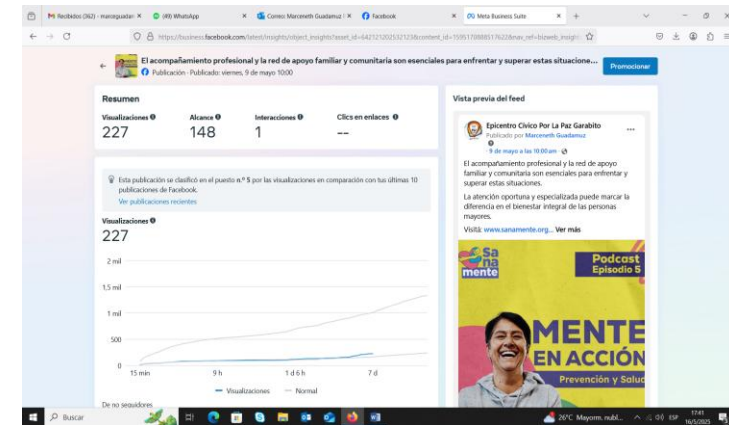 Recibidos (362) - marceguadar
(49) WhatsApp
Correo: Marcerneth Guadamuz
Facebook
Meta Business Suite
El acompañamiento profesional y la red de apoyo familiar y comunitaria son esenciales para enfrentar y superar estas situacione...
Publicación · Publicado: viernes, 9 de mayo 10:00
Promocionar
Resumen
Visualizaciones
Alcance
Interacciones
Clics en enlaces
227
148
1
--
Esta publicación se clasificó en el puesto n.º 5 por las visualizaciones en comparación con tus últimas 10
publicaciones de Facebook.
Ver publicaciones recientes
Visualizaciones
227
2 mil
1,5 mil
1 mil
500
0
15 min
9 h
1 d 6 h
7 d
Visualizaciones
Normal
De no seguidores
Vista previa del feed
Epicentro Cívico Por La Paz Garabito
Publicado por Marcerneth Guadamuz
9 de mayo a las 10:00 am
El acompañamiento profesional y la red de apoyo
familiar y comunitaria son esenciales para enfrentar y
superar estas situaciones.
La atención oportuna y especializada puede marcar la
diferencia en el bienestar integral de las personas
mayores.
Visitá: www.sanamente.org... Ver más
Sa
na
mente
Podcast
Episodio 5
MENTE
EN ACCIÓN
Prevención y Salud
Buscar
26°C Mayorm. nubl...
ESP
17:41
16/5/2025